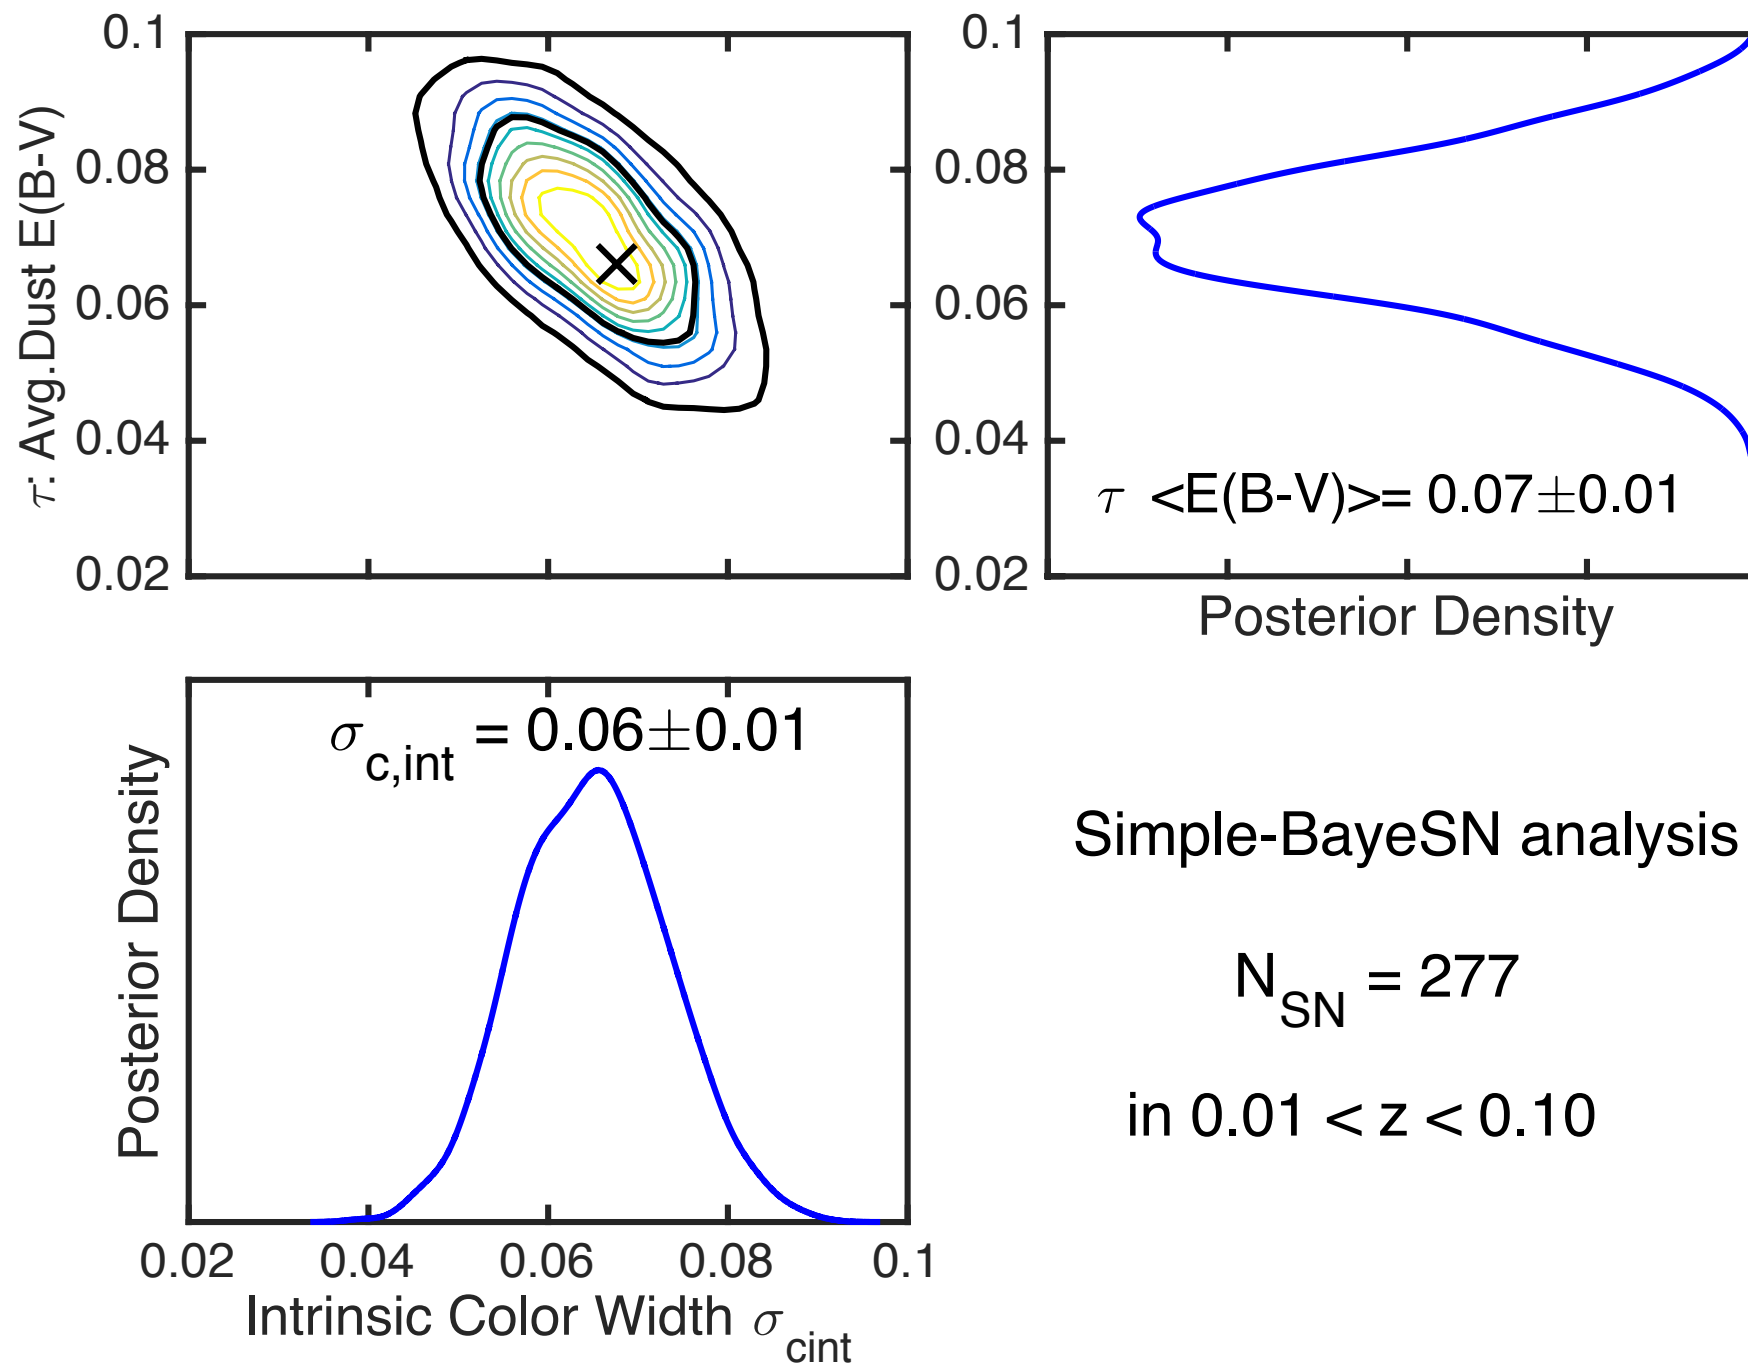 0.1
0.08
0.06
0.04
0.02
τ: Avg.Dust E(B-V)
0.1
0.08
0.06
0.04
0.02
τ <E(B-V)>= 0.07±0.01
Posterior Density
σc,int = 0.06±0.01
Posterior Density
0.02 0.04 0.06 0.08 0.1
Intrinsic Color Width σcint
Simple-BayeSN analysis
NSN = 277
in 0.01 < z < 0.10